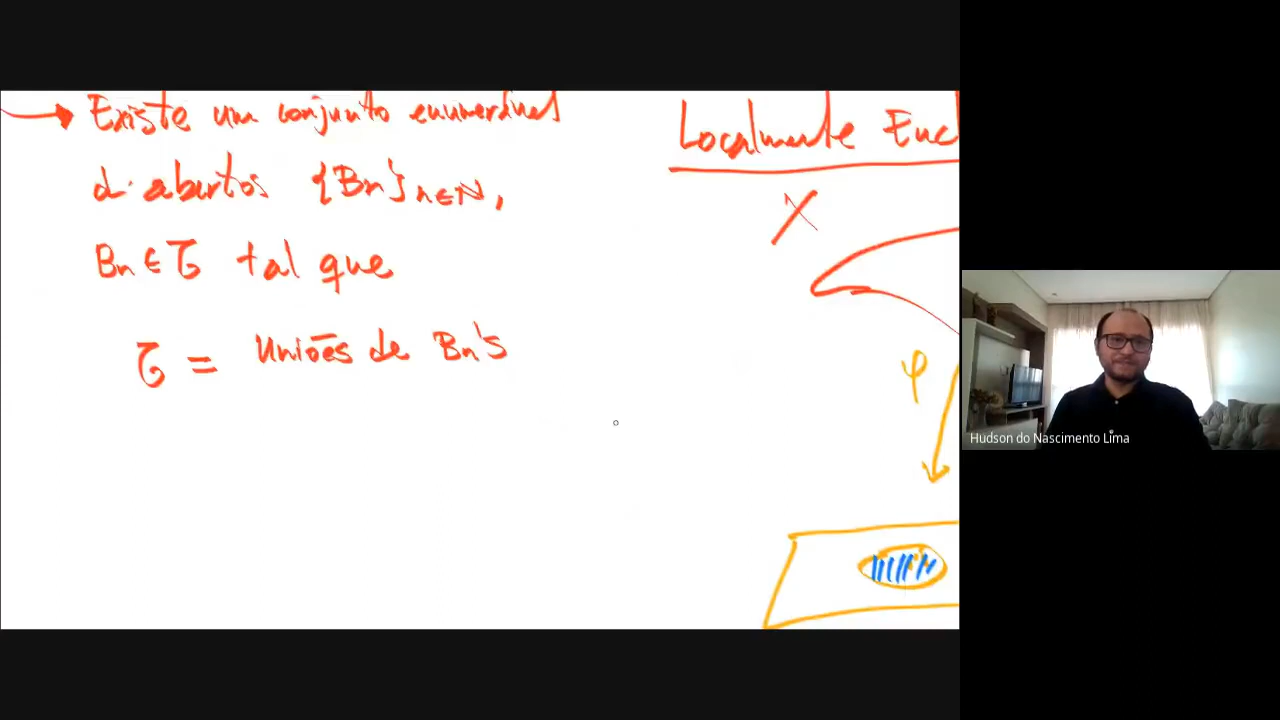 Existe um conjunto enumerável
de abertos {Bn}n∈N,
Bn ∈ τ tal que
τ = Uniões de Bn's
Localmente Euc
X
φ
Hudson do Nascimento Lima